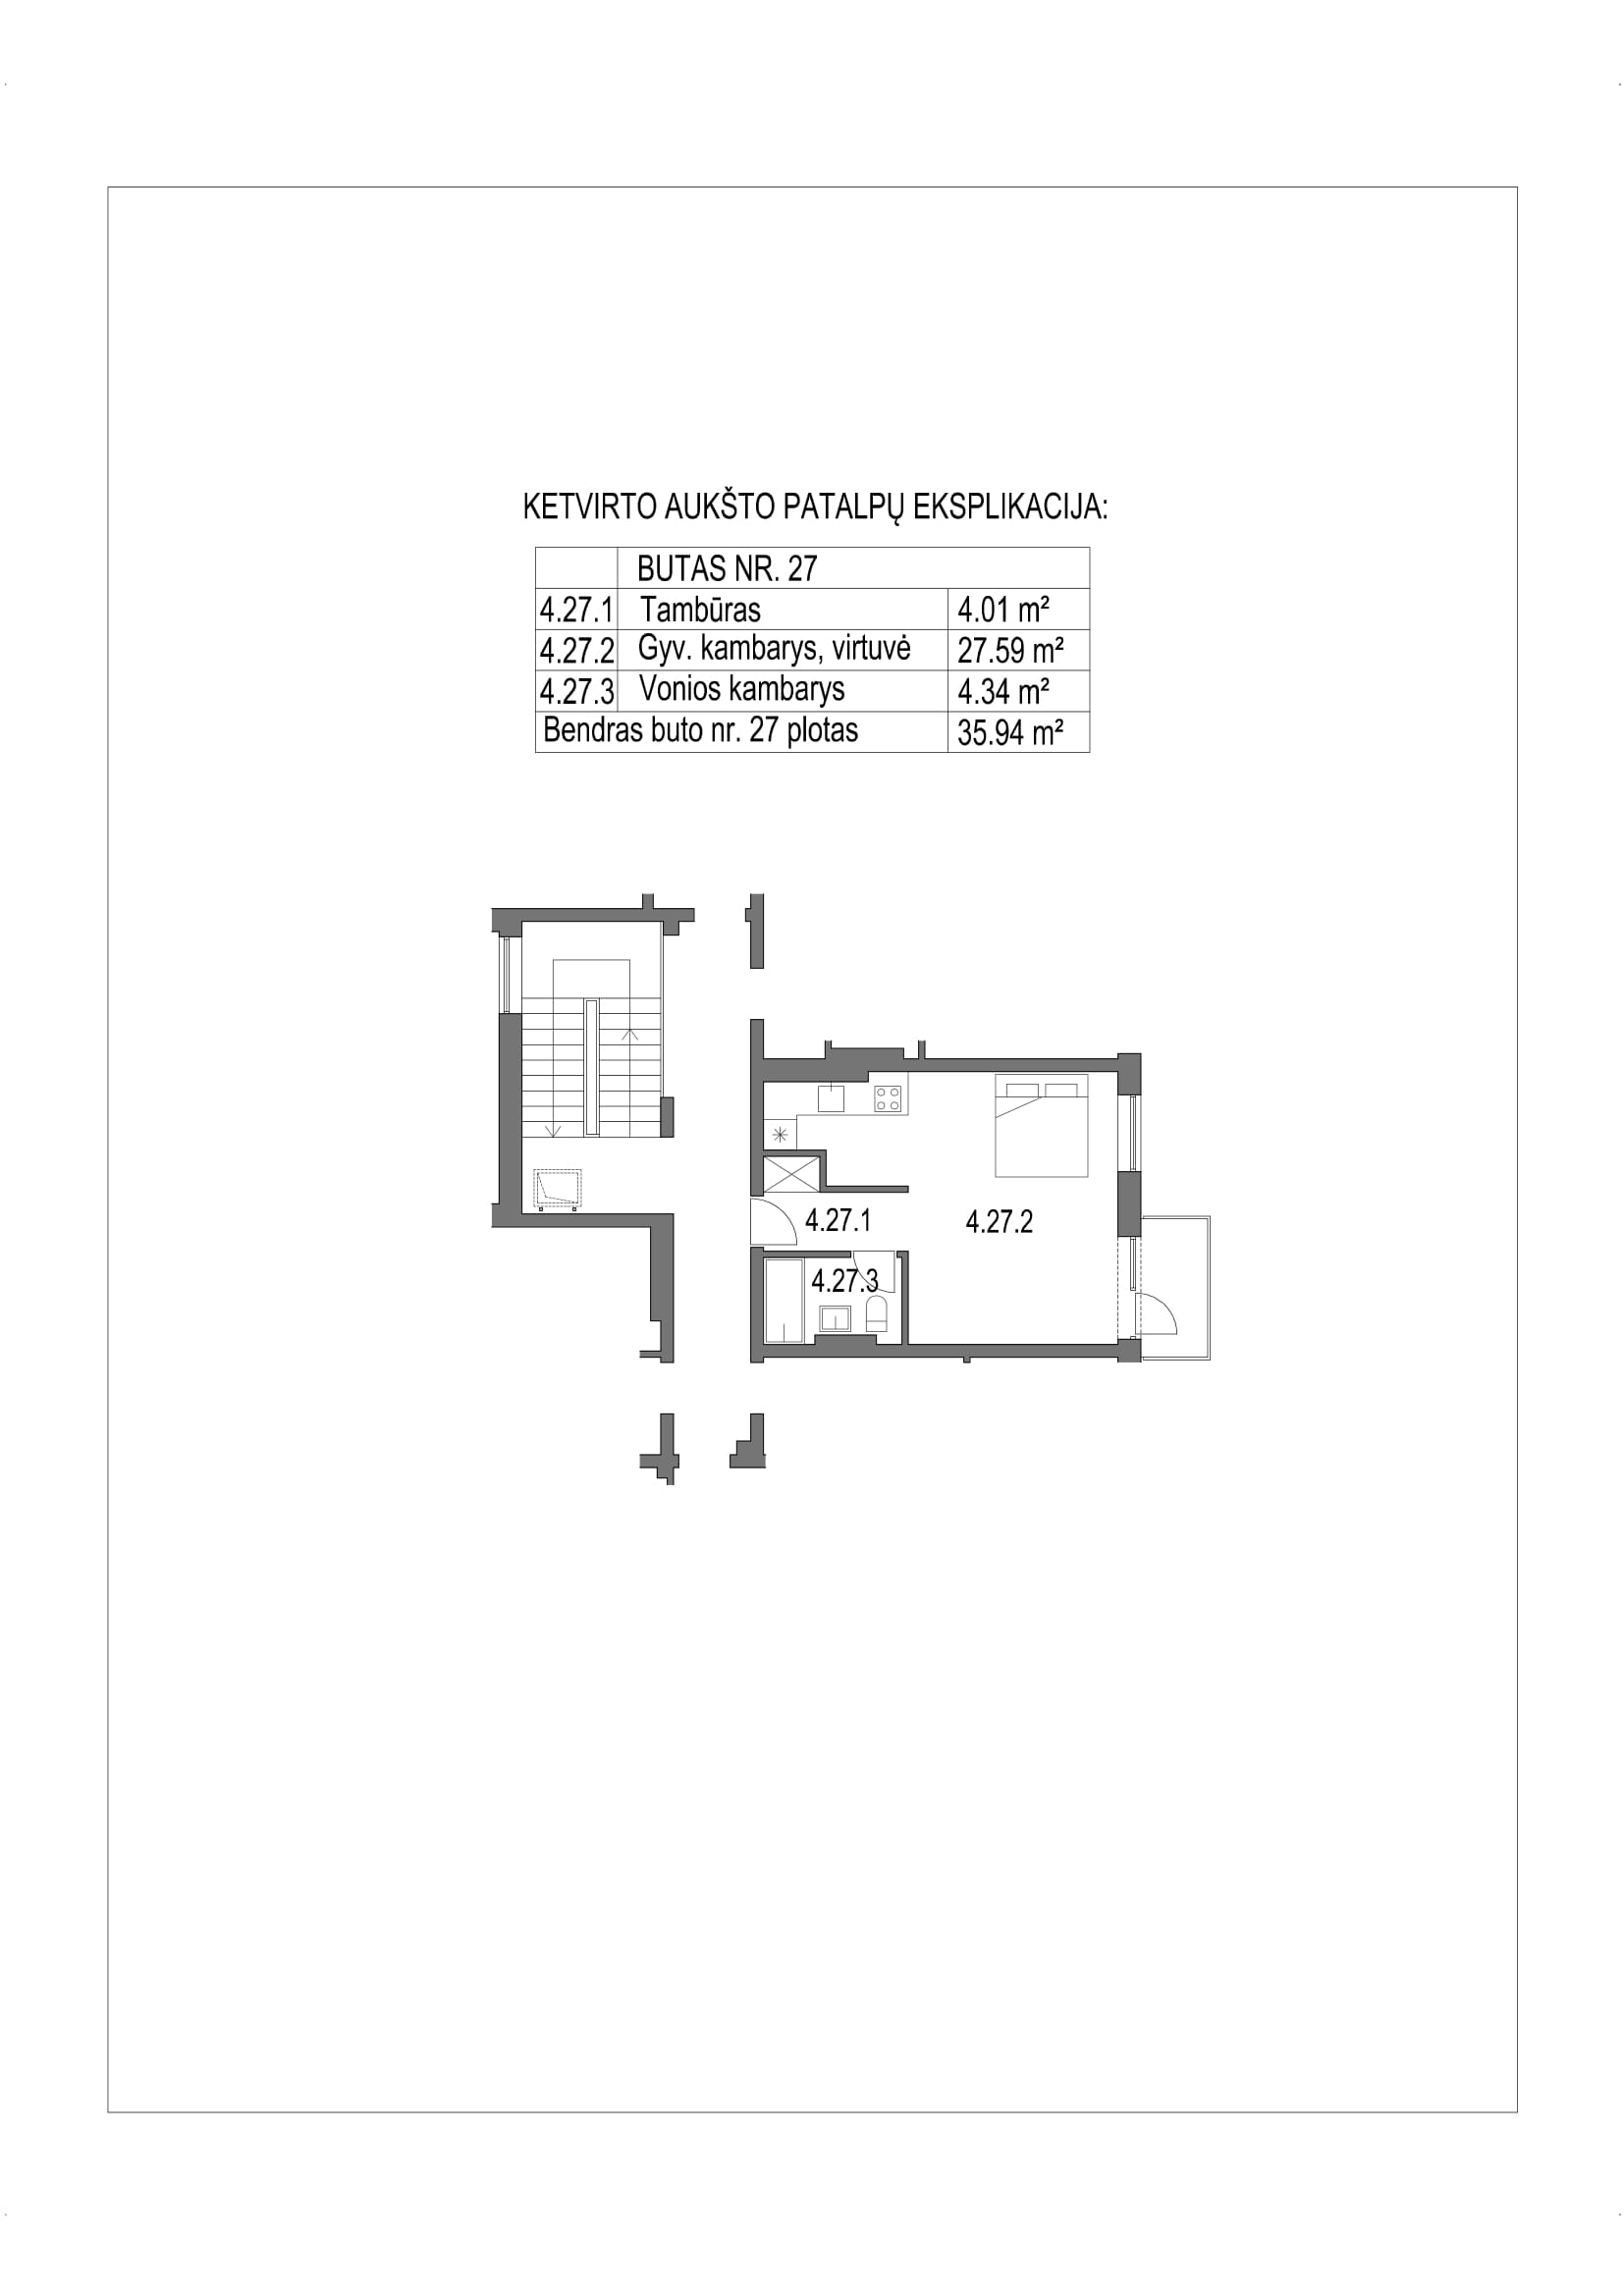 KETVIRTO AUKŠTO PATALPŲ EKSPLIKACIJA:
BUTAS NR. 27
4.27.1 Tambūras 4.01 m²
4.27.2 Gyv. kambarys, virtuvė 27.59 m²
4.27.3 Vonios kambarys 4.34 m²
Bendras buto nr. 27 plotas 35.94 m²
4.27.1
4.27.2
4.27.3